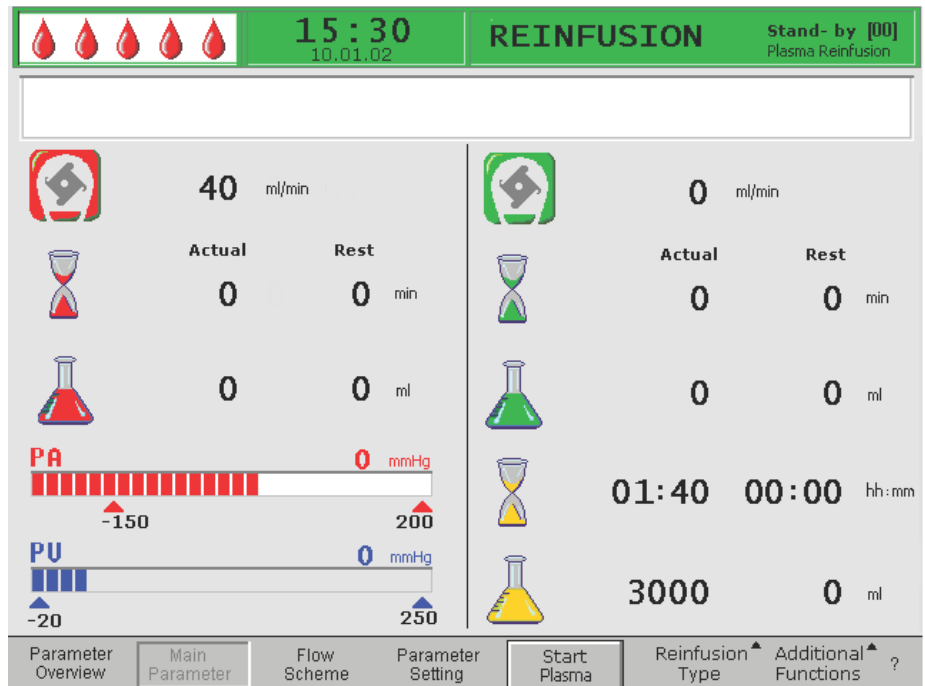 15:30
10.01.02
REINFUSION
Stand- by [00]
Plasma Reinfusion
40 ml/min
Actual Rest
0 0 min
0 0 ml
PA 0 mmHg
-150 200
PV 0 mmHg
-20 250
0 ml/min
Actual Rest
0 0 min
0 0 ml
01:40 00:00 hh:mm
3000 0 ml
Parameter
Overview
Main
Parameter
Flow
Scheme
Parameter
Setting
Start
Plasma
Reinfusion
Type
Additional
Functions
?